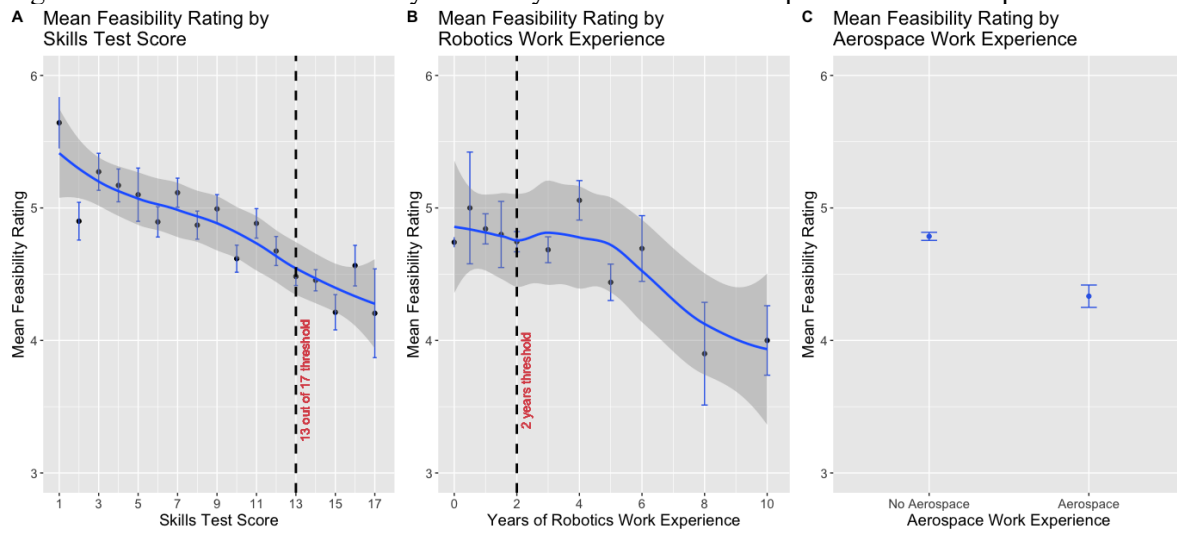 A Mean Feasibility Rating by
Skills Test Score
6
5
4
3
Mean Feasibility Rating
13 out of 17 threshold
1 3 5 7 9 11 13 15 17
Skills Test Score
B Mean Feasibility Rating by
Robotics Work Experience
6
5
4
3
Mean Feasibility Rating
2 years threshold
0 2 4 6 8 10
Years of Robotics Work Experience
C Mean Feasibility Rating by
Aerospace Work Experience
6
5
4
3
Mean Feasibility Rating
No Aerospace Aerospace
Aerospace Work Experience